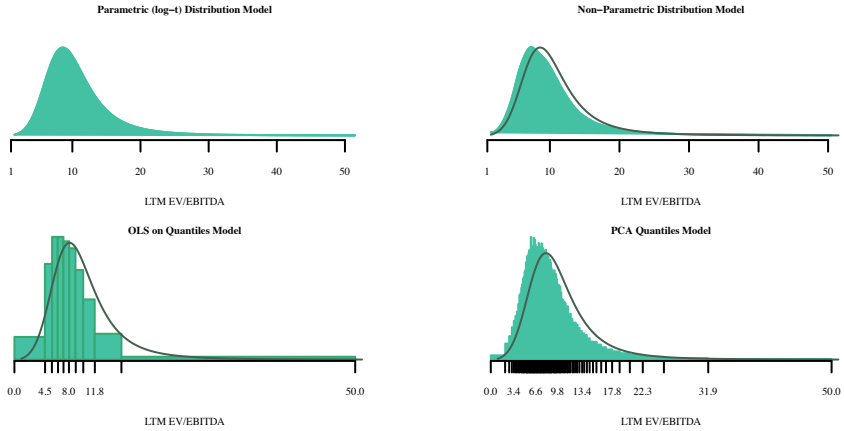 Parametric (log−t) Distribution Model
Non−Parametric Distribution Model
1 10 20 30 40 50
1 10 20 30 40 50
LTM EV/EBITDA
LTM EV/EBITDA
OLS on Quantiles Model
PCA Quantiles Model
0.0 4.5 8.0 11.8 50.0
0.0 3.4 6.6 9.8 13.4 17.8 22.3 31.9 50.0
LTM EV/EBITDA
LTM EV/EBITDA